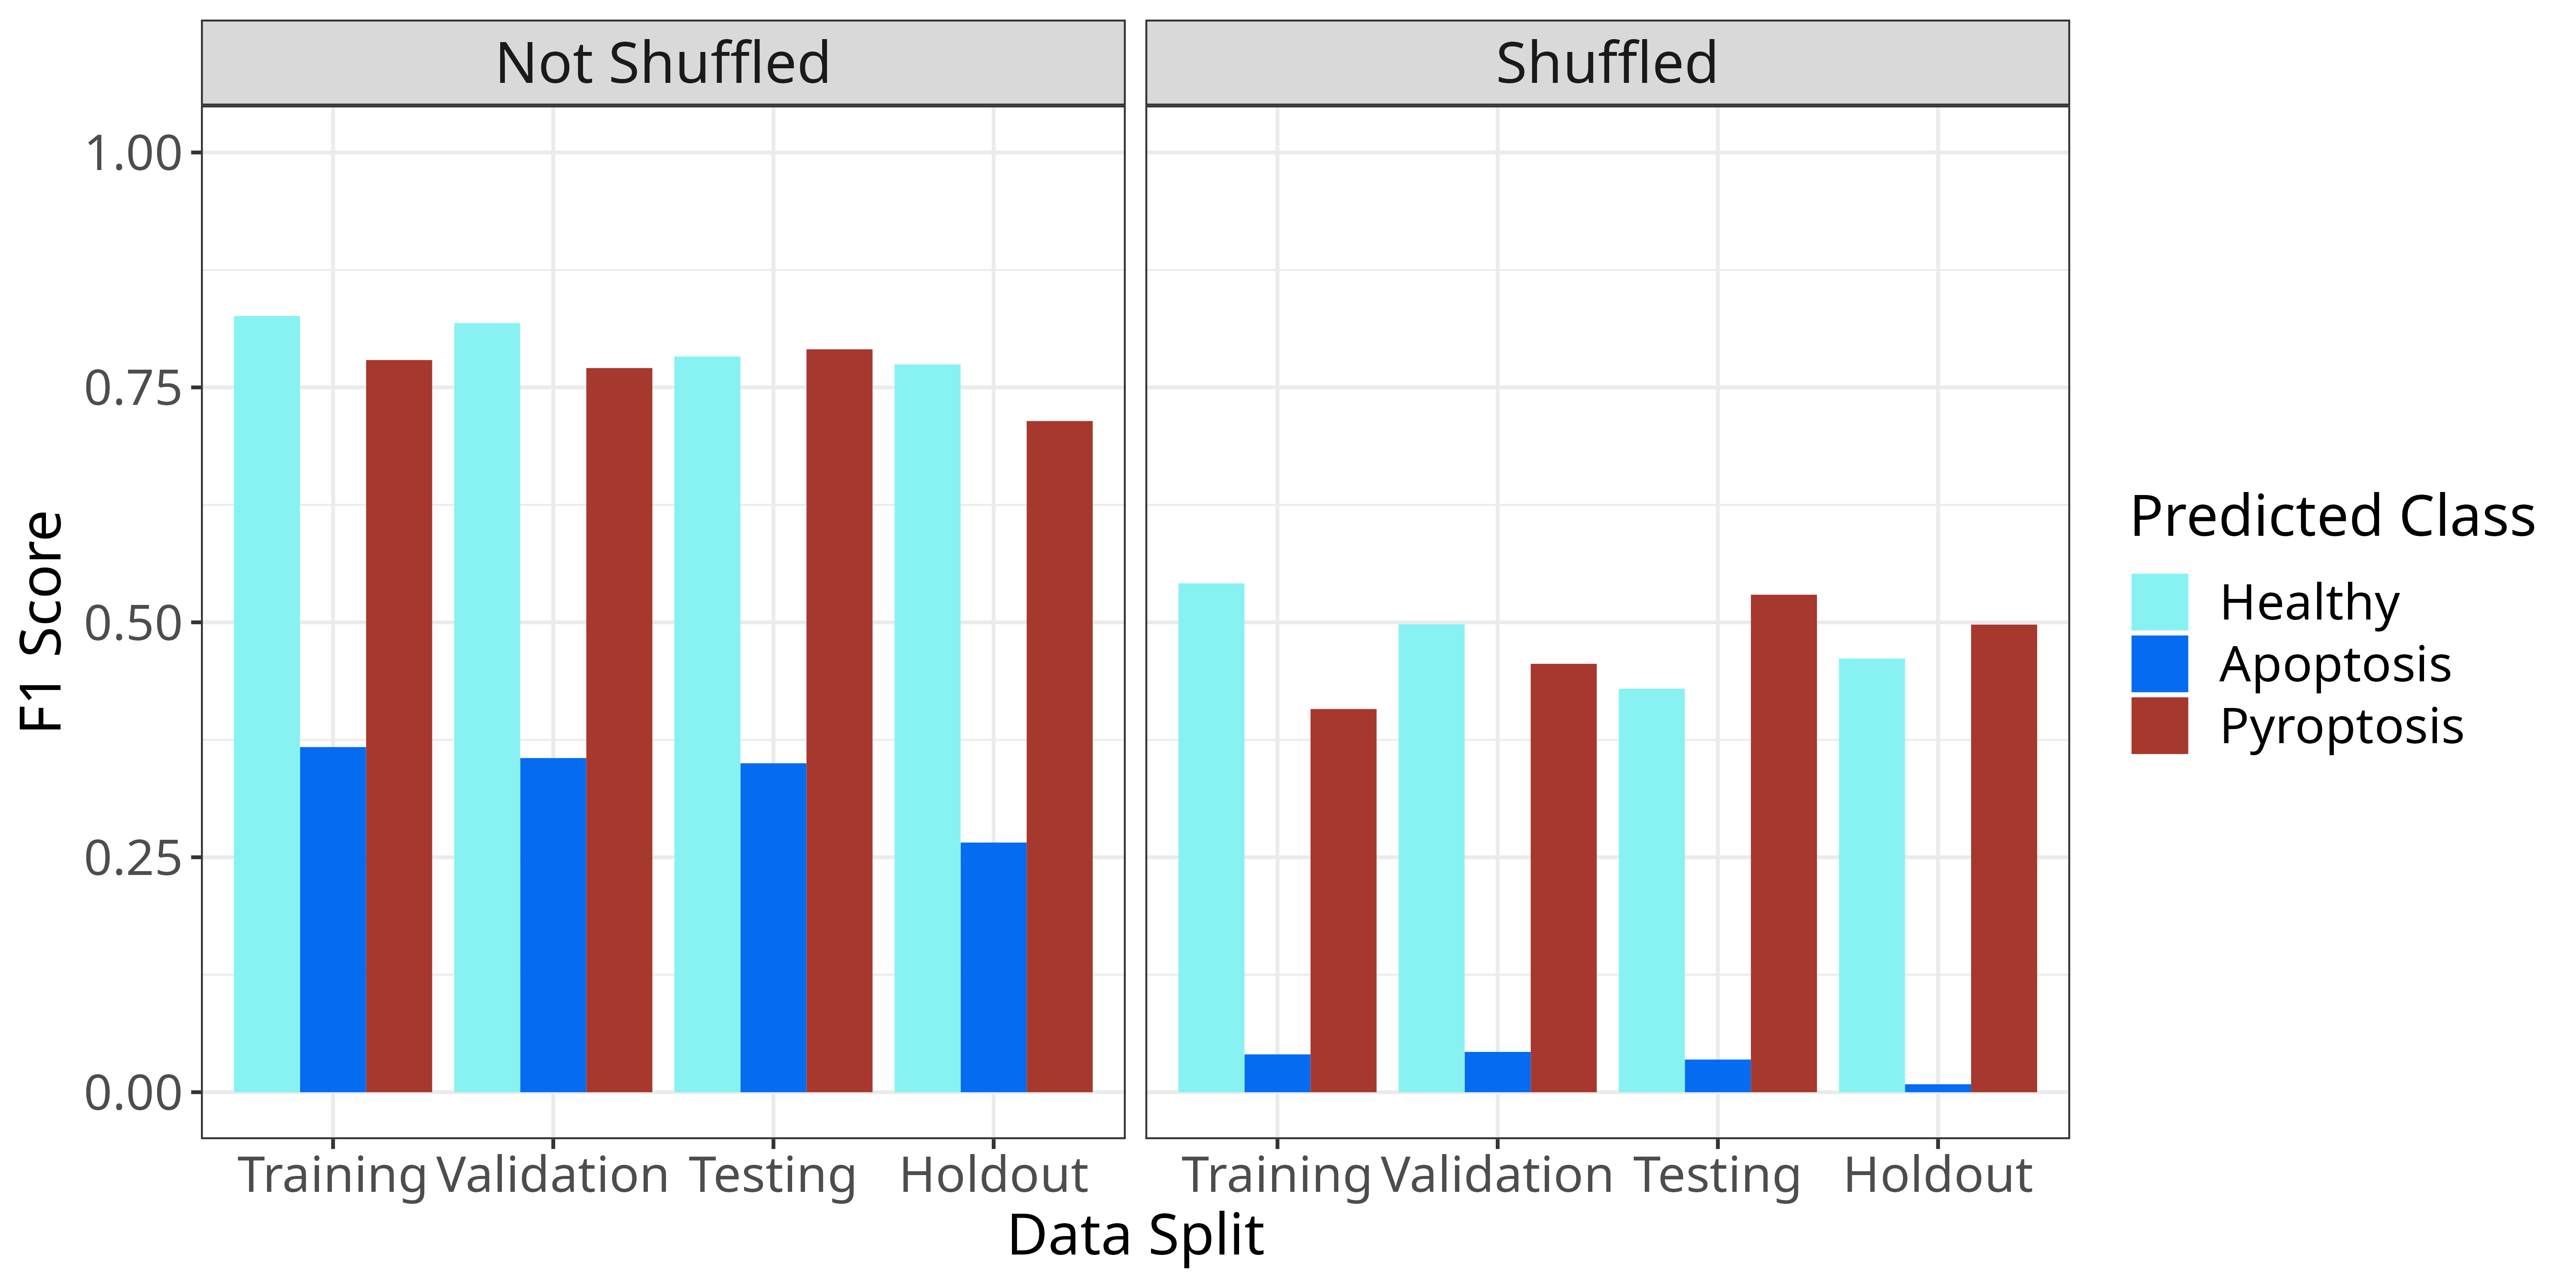 Not Shuffled
Shuffled
F1 Score
1.00
0.75
0.50
0.25
0.00
Training Validation Testing Holdout
Training Validation Testing Holdout
Data Split
Predicted Class
Healthy
Apoptosis
Pyroptosis